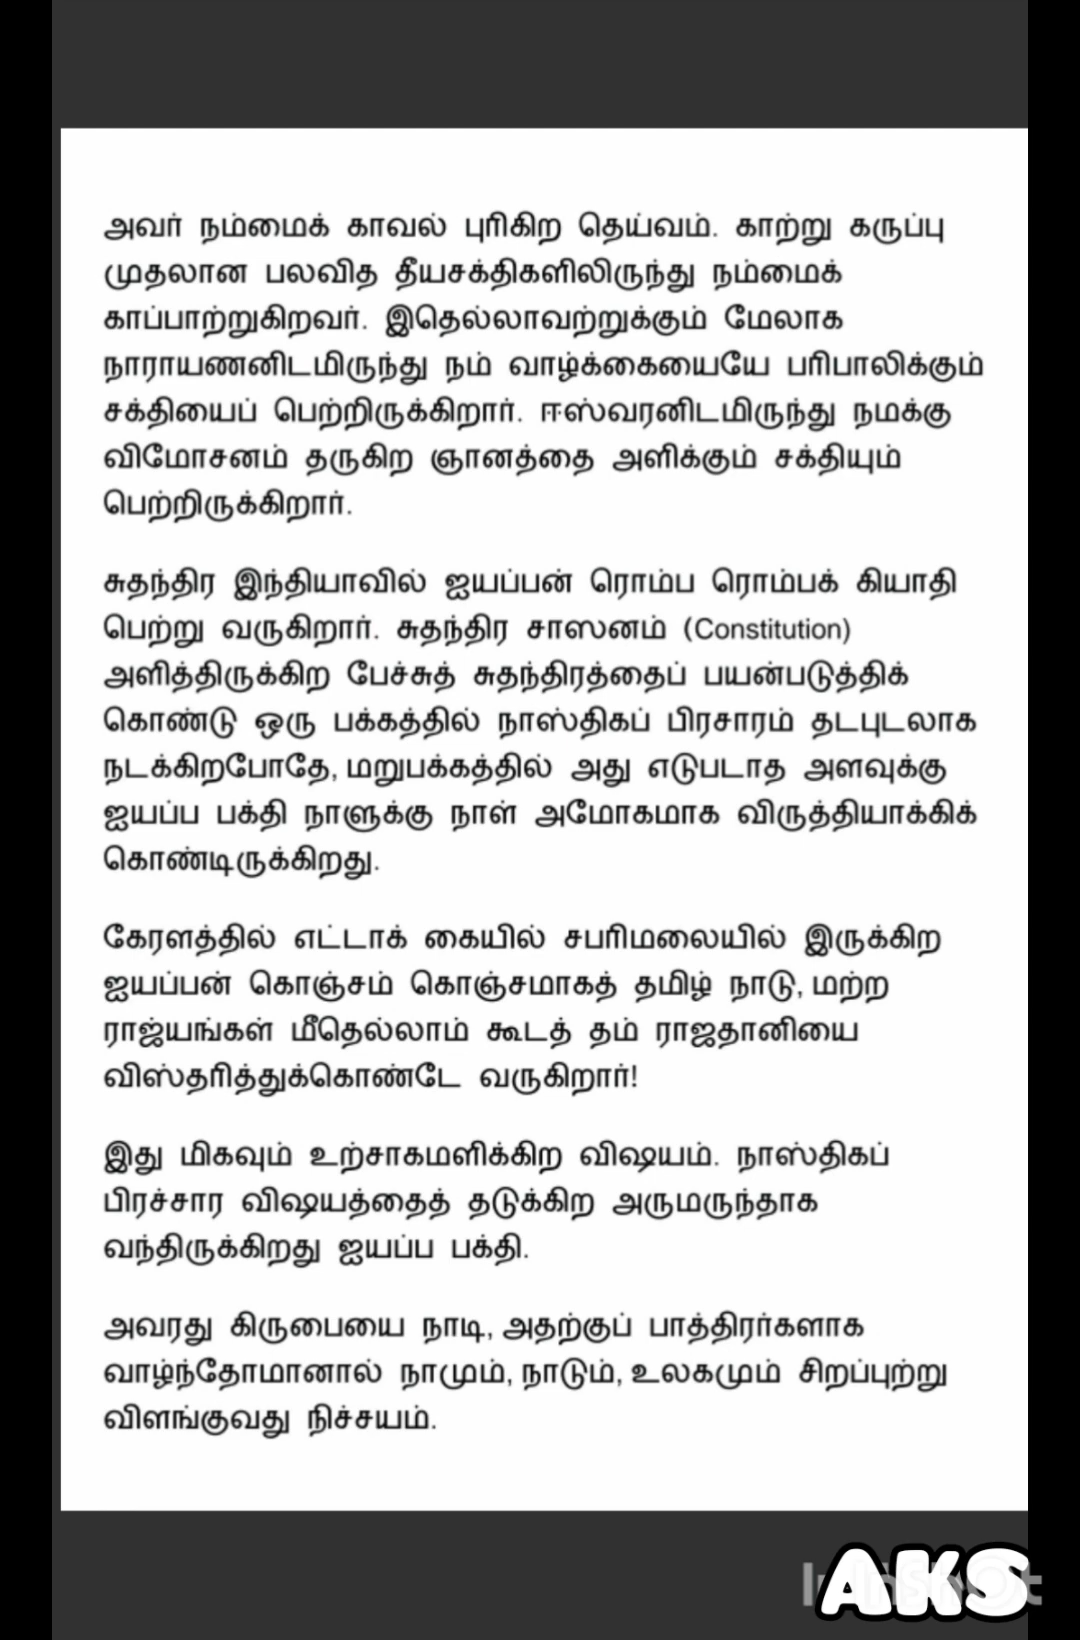 அவர் நம்மைக் காவல் புரிகிற தெய்வம். காற்று கருப்பு
முதலான பலவித தீயசக்திகளிலிருந்து நம்மைக்
காப்பாற்றுகிறவர். இதெல்லாவற்றுக்கும் மேலாக
நாராயணனிடமிருந்து நம் வாழ்க்கையையே பரிபாலிக்கும்
சக்தியைப் பெற்றிருக்கிறார். ஈஸ்வரனிடமிருந்து நமக்கு
விமோசனம் தருகிற ஞானத்தை அளிக்கும் சக்தியும்
பெற்றிருக்கிறார்.
சுதந்திர இந்தியாவில் ஐயப்பன் ரொம்ப ரொம்பக் கியாதி
பெற்று வருகிறார். சுதந்திர சாஸனம் (Constitution)
அளித்திருக்கிற பேச்சுத் சுதந்திரத்தைப் பயன்படுத்திக்
கொண்டு ஒரு பக்கத்தில் நாஸ்திகப் பிரசாரம் தடபுடலாக
நடக்கிறபோதே, மறுபக்கத்தில் அது எடுபடாத அளவுக்கு
ஐயப்ப பக்தி நாளுக்கு நாள் அமோகமாக விருத்தியாக்கிக்
கொண்டிருக்கிறது.
கேரளத்தில் எட்டாக் கையில் சபரிமலையில் இருக்கிற
ஐயப்பன் கொஞ்சம் கொஞ்சமாகத் தமிழ் நாடு, மற்ற
ராஜ்யங்கள் மீதெல்லாம் கூடத் தம் ராஜதானியை
விஸ்தரித்துக்கொண்டே வருகிறார்!
இது மிகவும் உற்சாகமளிக்கிற விஷயம். நாஸ்திகப்
பிரச்சார விஷயத்தைத் தடுக்கிற அருமருந்தாக
வந்திருக்கிறது ஐயப்ப பக்தி.
அவரது கிருபையை நாடி, அதற்குப் பாத்திரர்களாக
வாழ்ந்தோமானால் நாமும், நாடும், உலகமும் சிறப்புற்று
விளங்குவது நிச்சயம்.
AKS